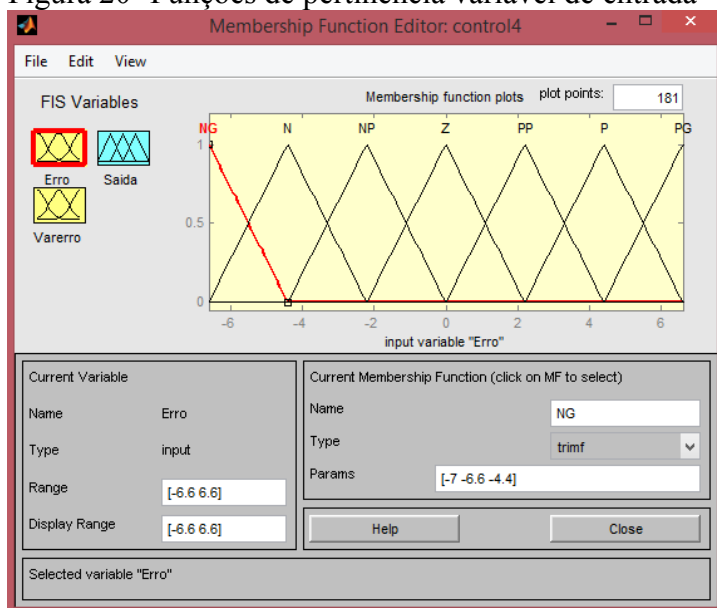 Figura 20- Funções de pertinência variável de entrada
Membership Function Editor: control4
File Edit View
FIS Variables
Membership function plots plot points: 181
NG N NP Z PP P PG
1
0.5
0
-6 -4 -2 0 2 4 6
input variable "Erro"
Erro Saida
Varerro
Current Variable
Name Erro
Type input
Range [-6.6 6.6]
Display Range [-6.6 6.6]
Current Membership Function (click on MF to select)
Name NG
Type trimf
Params [-7 -6.6 -4.4]
Help Close
Selected variable "Erro"